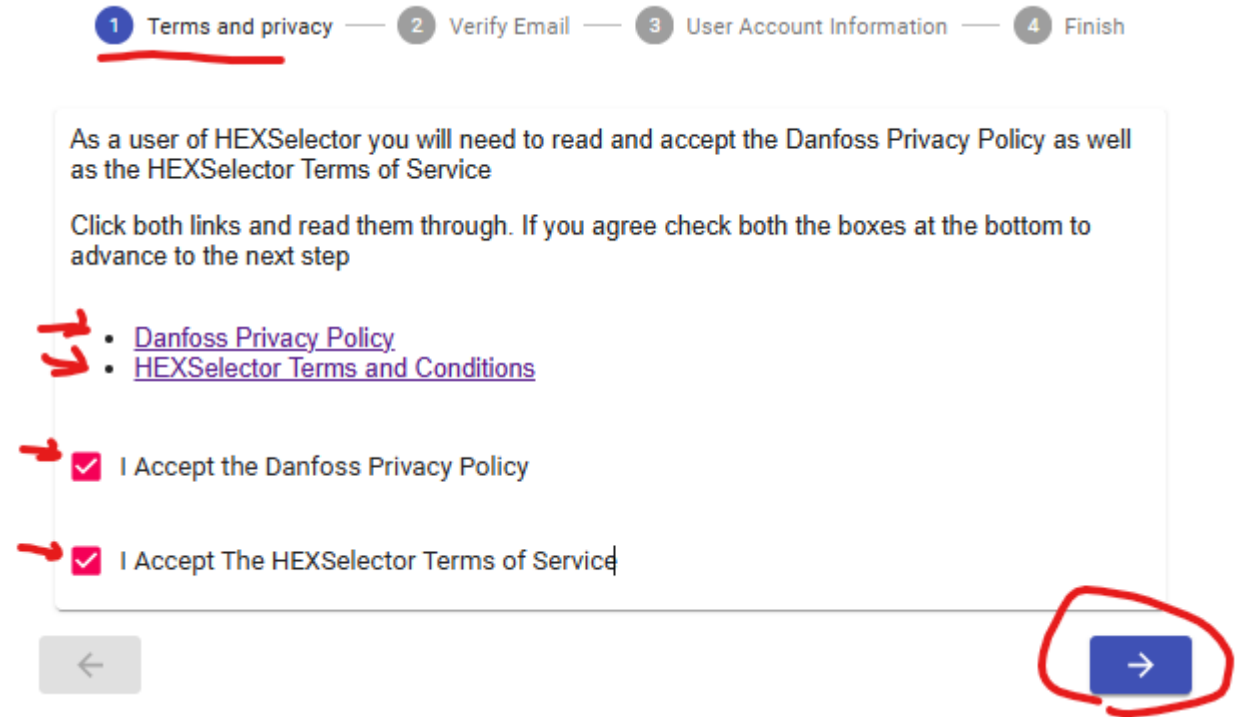 1 Terms and privacy 2 Verify Email 3 User Account Information 4 Finish
As a user of HEXSelector you will need to read and accept the Danfoss Privacy Policy as well
as the HEXSelector Terms of Service
Click both links and read them through. If you agree check both the boxes at the bottom to
advance to the next step
• Danfoss Privacy Policy
• HEXSelector Terms and Conditions
I Accept the Danfoss Privacy Policy
I Accept The HEXSelector Terms of Service